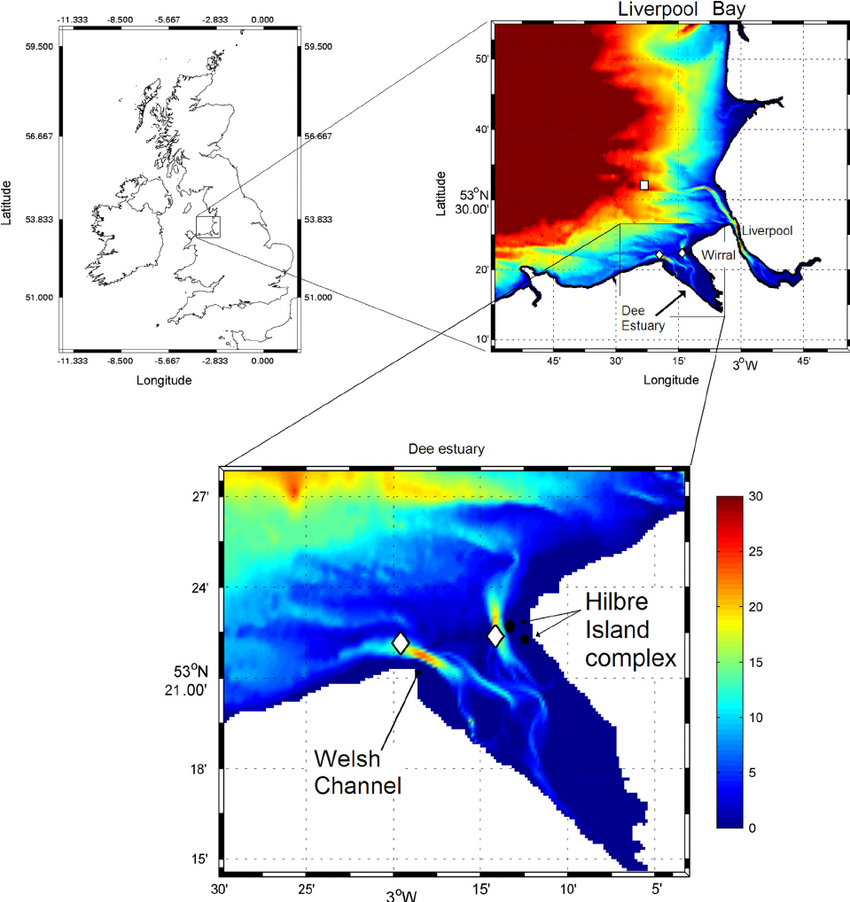 Liverpool Bay
-11.333 -8.500 -5.667 -2.833 0.000
59.500 59.500
56.667 56.667
53.833 53.833
51.000 51.000
-11.333 -8.500 -5.667 -2.833 0.000
Latitude
Longitude
50'
40'
53°N
30.00'
20'
10'
Latitude
Liverpool
Wirral
Dee
Estuary
45' 30' 15' 3°W 45'
Longitude
Dee estuary
27'
24'
53°N
21.00'
18'
15'
Hilbre
Island
complex
Welsh
Channel
30' 25' 3°W 15' 10' 5'
30
25
20
15
10
5
0